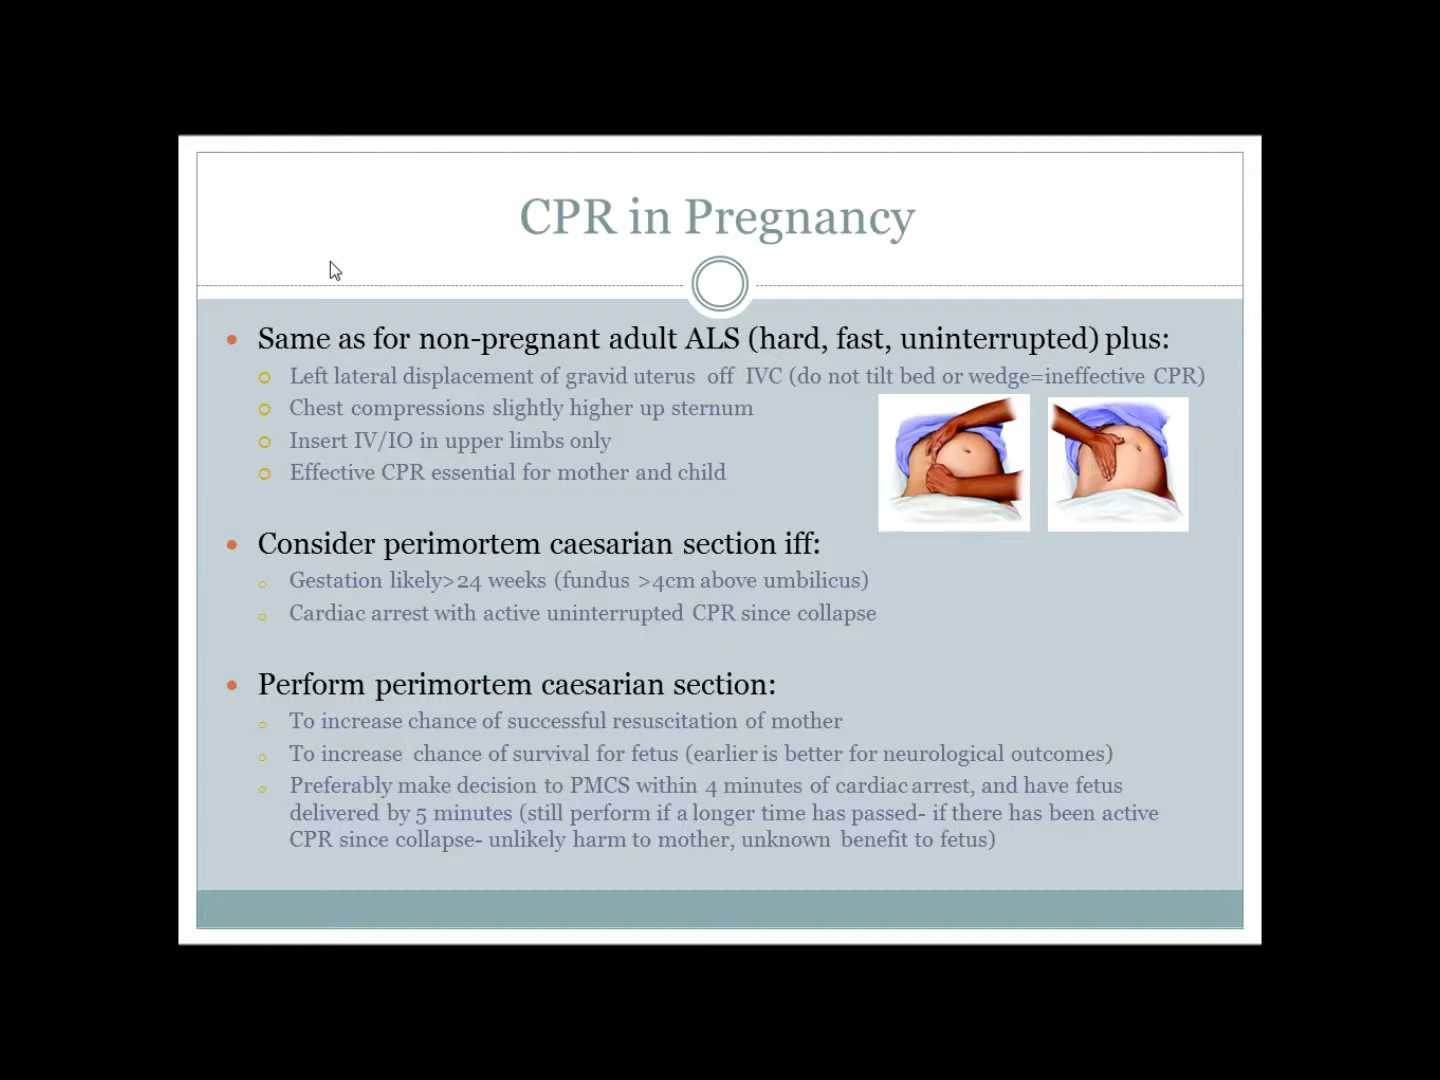 CPR in Pregnancy
Same as for non-pregnant adult ALS (hard, fast, uninterrupted) plus:
Left lateral displacement of gravid uterus off IVC (do not tilt bed or wedge=ineffective CPR)
Chest compressions slightly higher up sternum
Insert IV/IO in upper limbs only
Effective CPR essential for mother and child
Consider perimortem caesarian section iff:
Gestation likely>24 weeks (fundus >4cm above umbilicus)
Cardiac arrest with active uninterrupted CPR since collapse
Perform perimortem caesarian section:
To increase chance of successful resuscitation of mother
To increase chance of survival for fetus (earlier is better for neurological outcomes)
Preferably make decision to PMCS within 4 minutes of cardiac arrest, and have fetus
delivered by 5 minutes (still perform if a longer time has passed- if there has been active
CPR since collapse- unlikely harm to mother, unknown benefit to fetus)